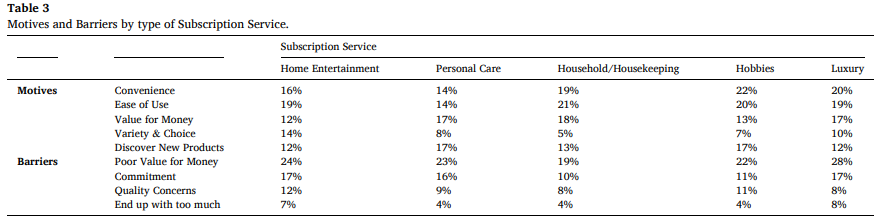 Table 3
Motives and Barriers by type of Subscription Service.
Subscription Service
Home Entertainment Personal Care Household/Housekeeping Hobbies Luxury
Motives Convenience 16% 14% 19% 22% 20%
Ease of Use 19% 14% 21% 20% 19%
Value for Money 12% 17% 18% 13% 17%
Variety & Choice 14% 8% 5% 7% 10%
Discover New Products 12% 17% 13% 17% 12%
Barriers Poor Value for Money 24% 23% 19% 22% 28%
Commitment 17% 16% 10% 11% 17%
Quality Concerns 12% 9% 8% 11% 8%
End up with too much 7% 4% 4% 4% 8%